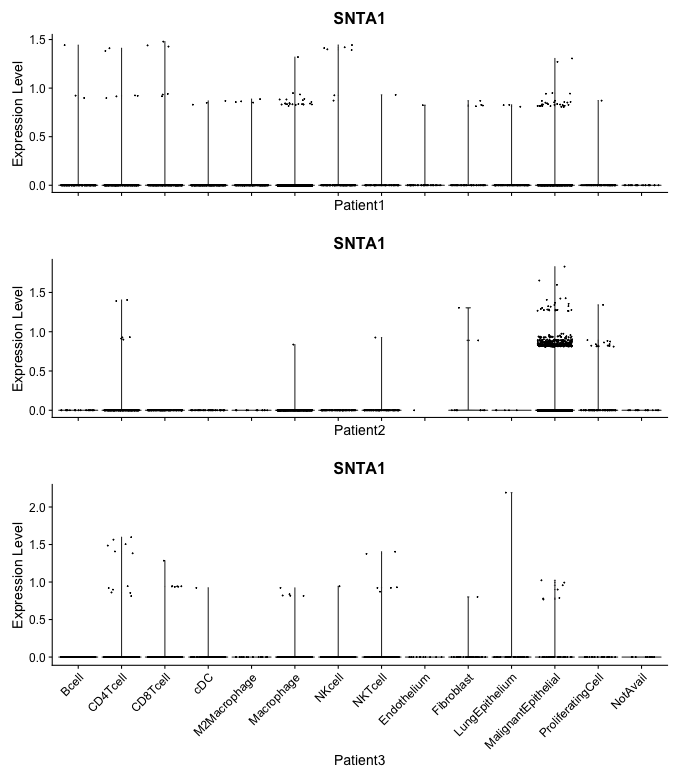 SNTA1
Expression Level
1.5
1.0
0.5
0.0
Patient1
SNTA1
Expression Level
1.5
1.0
0.5
0.0
Patient2
SNTA1
Expression Level
2.0
1.5
1.0
0.5
0.0
Bcell
CD4Tcell
CD8Tcell
cDC
M2Macrophage
Macrophage
NKcell
NKTcell
Endothelium
Fibroblast
LungEpithelium
MalignantEpithelial
ProliferatingCell
NotAvail
Patient3